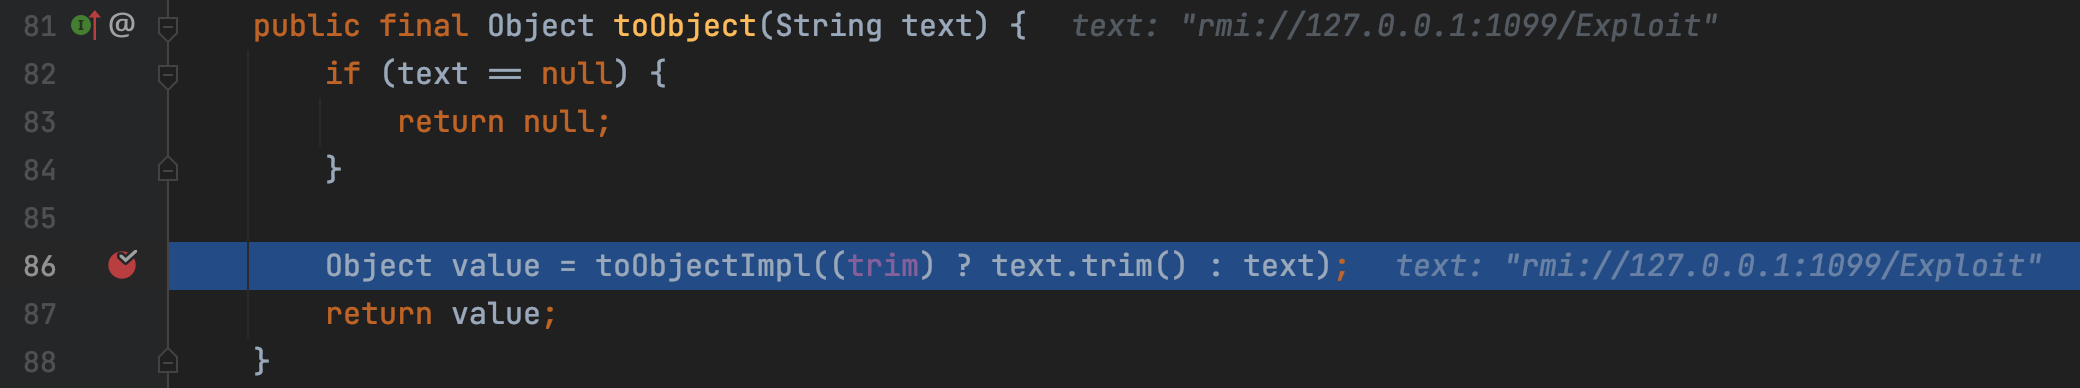 81 @ public final Object toObject(String text) { text: "rmi://127.0.0.1:1099/Exploit"
82 if (text == null) {
83 return null;
84 }
85
86 Object value = toObjectImpl((trim) ? text.trim() : text); text: "rmi://127.0.0.1:1099/Exploit"
87 return value;
88 }